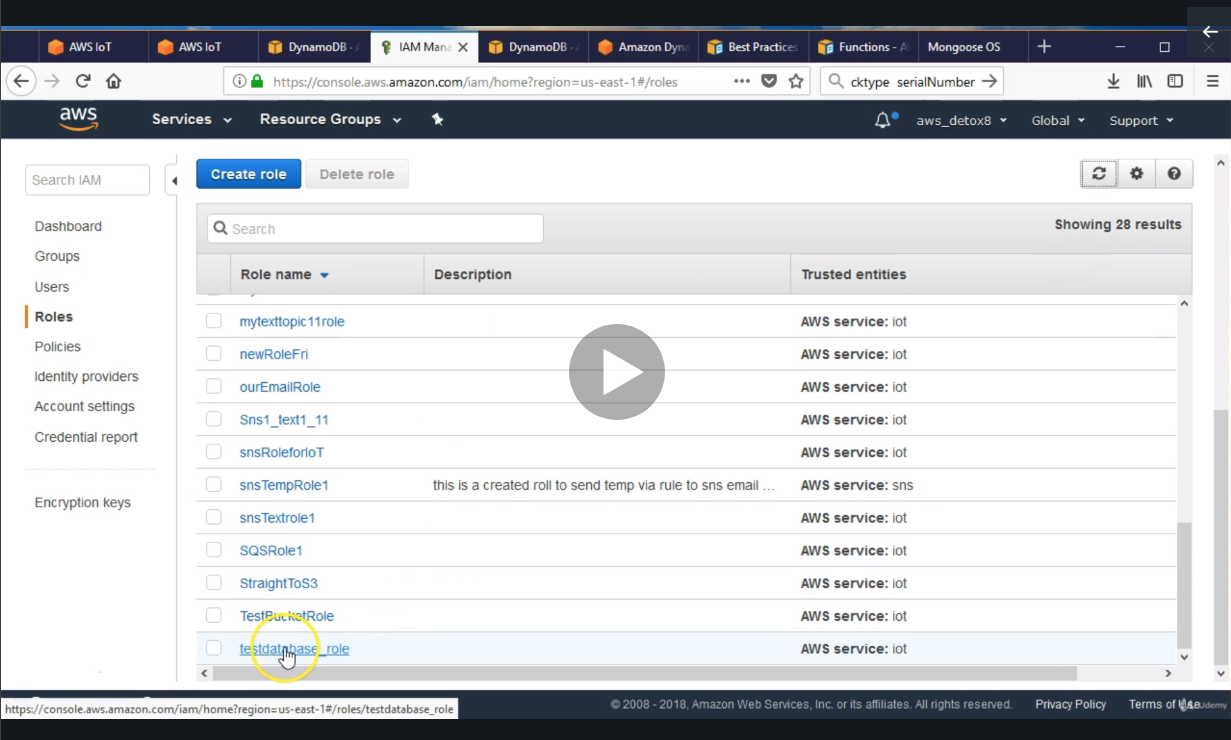 AWS IoT
AWS IoT
DynamoDB · A
IAM Mana
DynamoDB · A
Amazon Dyna
Best Practices
Functions - A
Mongoose OS
https://console.aws.amazon.com/iam/home?region=us-east-1#/roles
cktype serialNumber
aws
Services
Resource Groups
aws_detox8
Global
Support
Search IAM
Create role
Delete role
Dashboard
Groups
Users
Roles
Policies
Identity providers
Account settings
Credential report
Encryption keys
Search
Showing 28 results
Role name
Description
Trusted entities
mytexttopic11role
AWS service: iot
newRoleFri
AWS service: iot
ourEmailRole
AWS service: iot
Sns1_text1_11
AWS service: iot
snsRoleforIoT
AWS service: iot
snsTempRole1
this is a created roll to send temp via rule to sns email ...
AWS service: sns
snsTextrole1
AWS service: iot
SQSRole1
AWS service: iot
StraightToS3
AWS service: iot
TestBucketRole
AWS service: iot
testdatabase_role
AWS service: iot
https://console.aws.amazon.com/iam/home?region=us-east-1#/roles/testdatabase_role
© 2008 - 2018, Amazon Web Services, Inc. or its affiliates. All rights reserved.
Privacy Policy
Terms of Use
Udemy